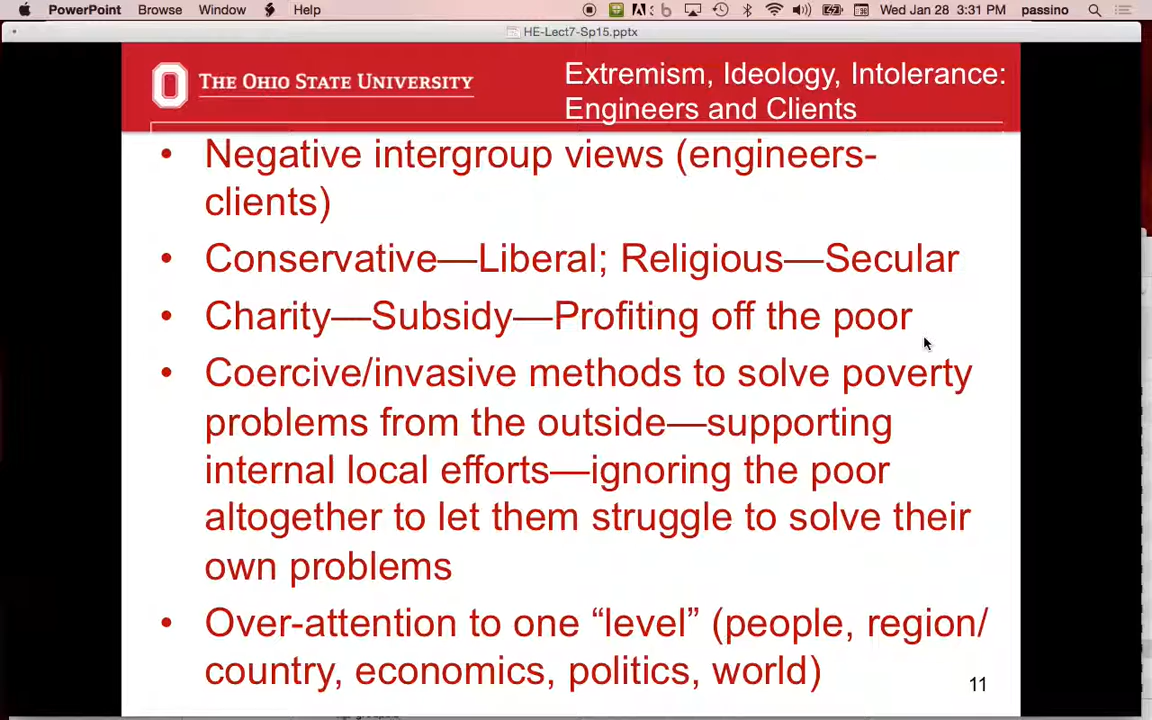 PowerPoint Browse Window Help Wed Jan 28 3:31 PM passino
HE-Lect7-Sp15.pptx
THE OHIO STATE UNIVERSITY
Extremism, Ideology, Intolerance:
Engineers and Clients
• Negative intergroup views (engineers-
clients)
• Conservative—Liberal; Religious—Secular
• Charity—Subsidy—Profiting off the poor
• Coercive/invasive methods to solve poverty
problems from the outside—supporting
internal local efforts—ignoring the poor
altogether to let them struggle to solve their
own problems
• Over-attention to one “level” (people, region/
country, economics, politics, world)
11